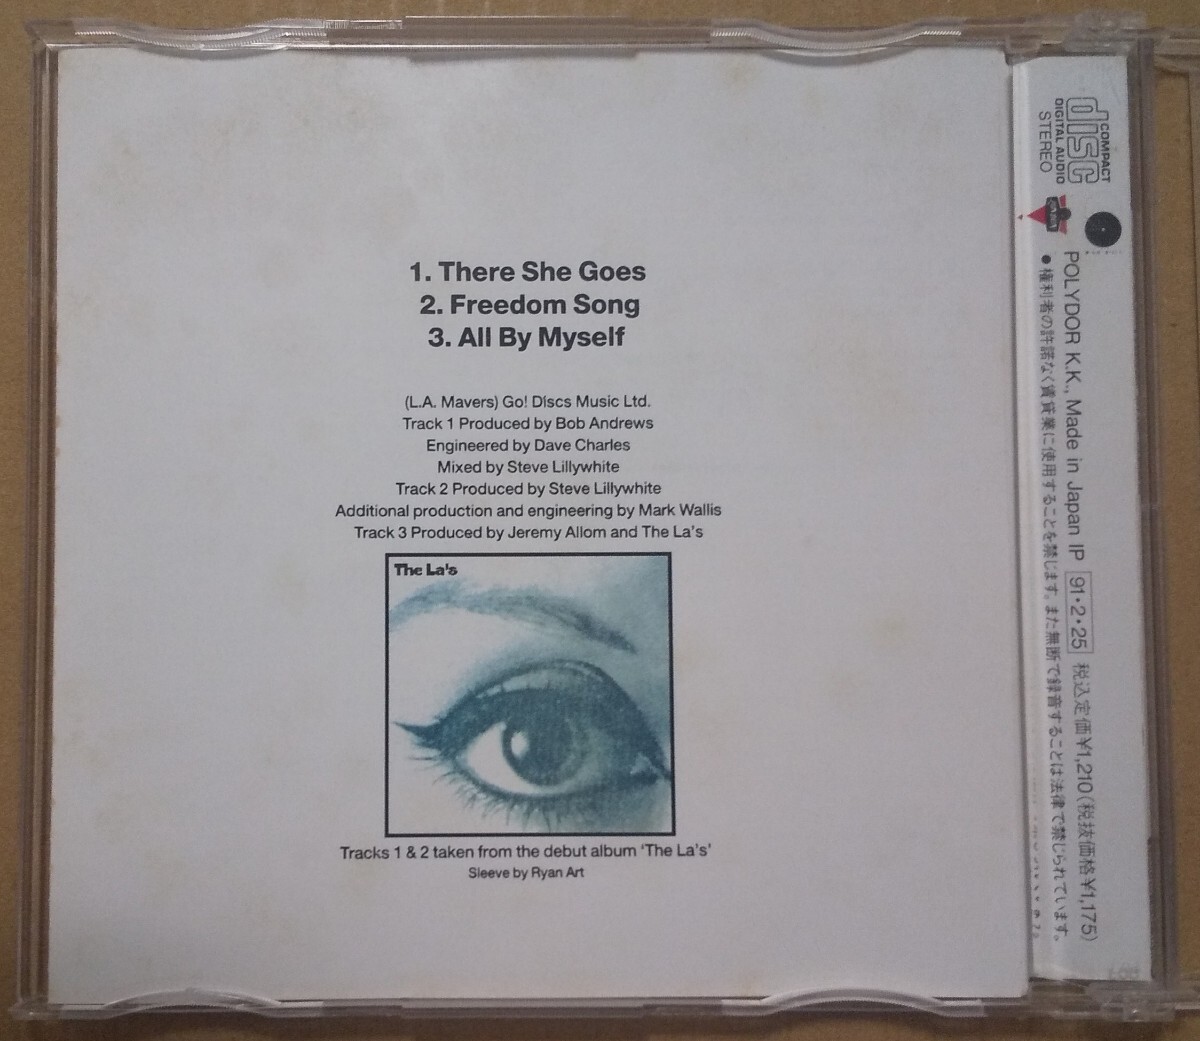 1. There She Goes
2. Freedom Song
3. All By Myself
(L.A. Mavers) Go! Discs Music Ltd.
Track 1 Produced by Bob Andrews
Engineered by Dave Charles
Mixed by Steve Lillywhite
Track 2 Produced by Steve Lillywhite
Additional production and engineering by Mark Wallis
Track 3 Produced by Jeremy Allom and The La's
The La's
Tracks 1 & 2 taken from the debut album 'The La's'
Sleeve by Ryan Art
COMPACT
disc
DIGITAL AUDIO
STEREO
POLYDOR K.K., Made in Japan IP 91・2・25 税込定価¥1,210(税抜価格¥1,175)
●権利者の許諾なく賃貸業に使用することを禁じます。また無断で録音することは法律で禁じられています。